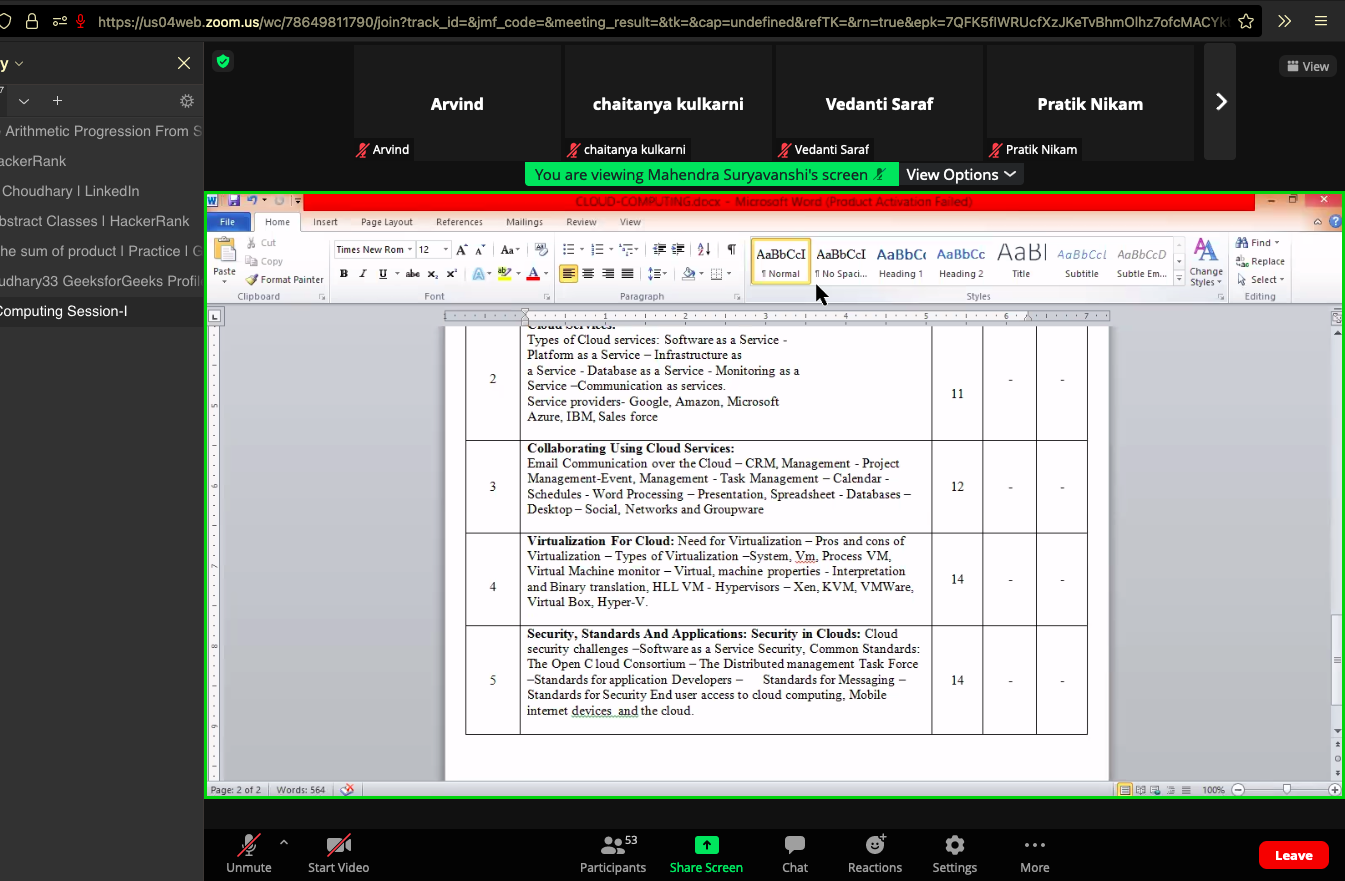 https://us04web.zoom.us/wc/78649811790/join?track_id=&jmf_code=&meeting_result=&tk=&cap=undefined&refTK=&rn=true&epk=
y
Arithmetic Progression From S
ackerRank
Choudhary | LinkedIn
bstract Classes | HackerRank
he sum of product | Practice | G
udhary33 GeeksforGeeks Profil
Computing Session-I
Arvind
chaitanya kulkarni
Vedanti Saraf
Pratik Nikam
View
Arvind
chaitanya kulkarni
Vedanti Saraf
Pratik Nikam
You are viewing Mahendra Suryavanshi's screen
View Options
CLOUD-COMPUTING.docx - Microsoft Word (Product Activation Failed)
File Home Insert Page Layout References Mailings Review View
Paste
Cut
Copy
Format Painter
Clipboard
Times New Rom 12
Font
Paragraph
AaBbCcI AaBbCcI AaBbC AaBbCc AaBl AaBbCcl AaBbCcD
¶ Normal ¶ No Spaci... Heading 1 Heading 2 Title Subtitle Subtle Em...
Change Styles
Styles
Find
Replace
Select
Editing
Cloud Services:
2
Types of Cloud services: Software as a Service -
Platform as a Service – Infrastructure as
a Service - Database as a Service - Monitoring as a
Service –Communication as services.
Service providers- Google, Amazon, Microsoft
Azure, IBM, Sales force
11 - -
3
Collaborating Using Cloud Services:
Email Communication over the Cloud – CRM, Management - Project
Management-Event, Management - Task Management – Calendar -
Schedules - Word Processing – Presentation, Spreadsheet - Databases –
Desktop – Social, Networks and Groupware
12 - -
4
Virtualization For Cloud: Need for Virtualization – Pros and cons of
Virtualization – Types of Virtualization –System, Vm, Process VM,
Virtual Machine monitor – Virtual, machine properties - Interpretation
and Binary translation, HLL VM - Hypervisors – Xen, KVM, VMWare,
Virtual Box, Hyper-V.
14 - -
5
Security, Standards And Applications: Security in Clouds: Cloud
security challenges –Software as a Service Security, Common Standards:
The Open C loud Consortium – The Distributed management Task Force
–Standards for application Developers – Standards for Messaging –
Standards for Security End user access to cloud computing, Mobile
internet devices and the cloud.
14 - -
Page: 2 of 2 Words: 564
100%
Unmute
Start Video
Participants
53
Share Screen
Chat
Reactions
Settings
More
Leave